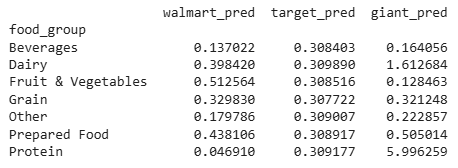 walmart_pred target_pred giant_pred
food_group
Beverages 0.137022 0.308403 0.164056
Dairy 0.398420 0.309890 1.612684
Fruit & Vegetables 0.512564 0.308516 0.128463
Grain 0.329830 0.307722 0.321248
Other 0.179786 0.309007 0.222857
Prepared Food 0.438106 0.308917 0.505014
Protein 0.046910 0.309177 5.996259